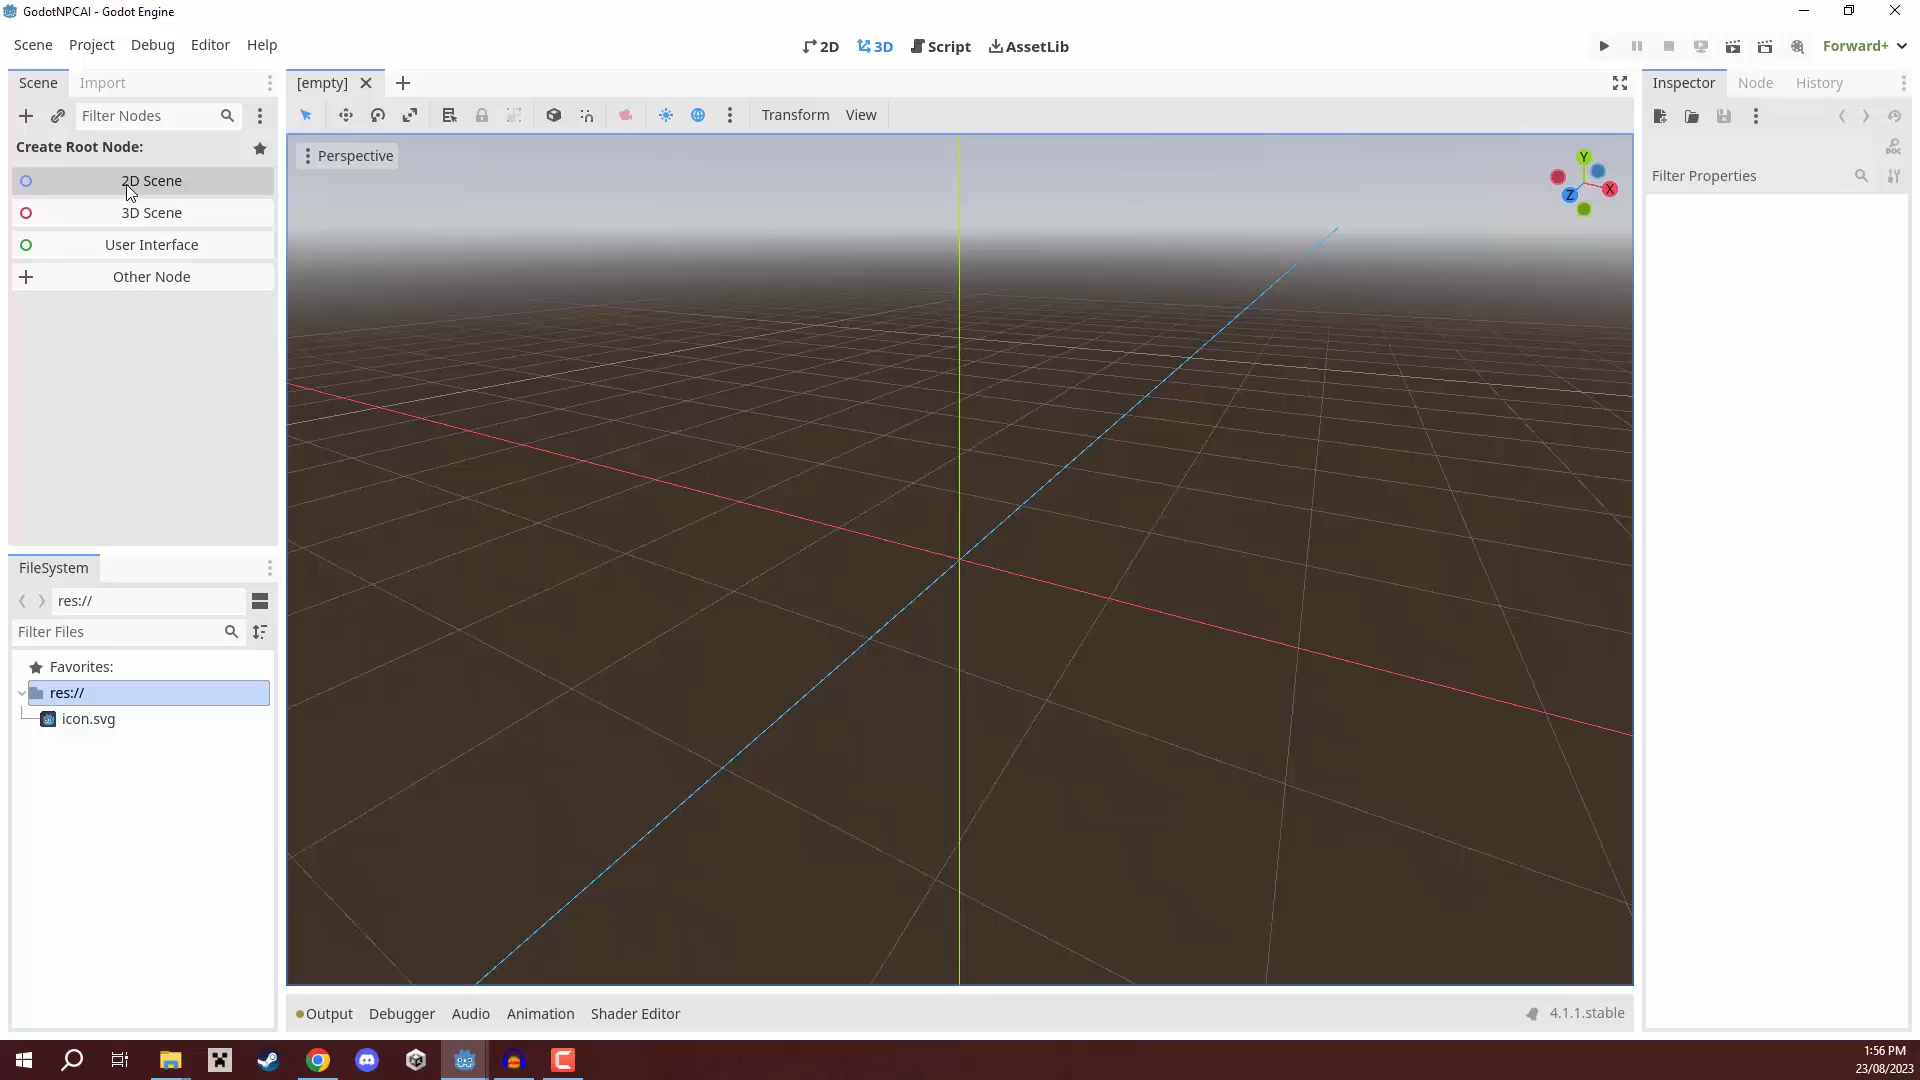 GodotNPCAI - Godot Engine
Scene Project Debug Editor Help
2D 3D Script AssetLib
Forward+
Scene Import
[empty]
Inspector Node History
Filter Nodes
Transform View
Create Root Node:
Perspective
2D Scene
3D Scene
User Interface
Other Node
Y
X
Z
DOC
Filter Properties
FileSystem
res://
Filter Files
Favorites:
res://
icon.svg
Output Debugger Audio Animation Shader Editor
4.1.1.stable
1:56 PM
23/08/2023